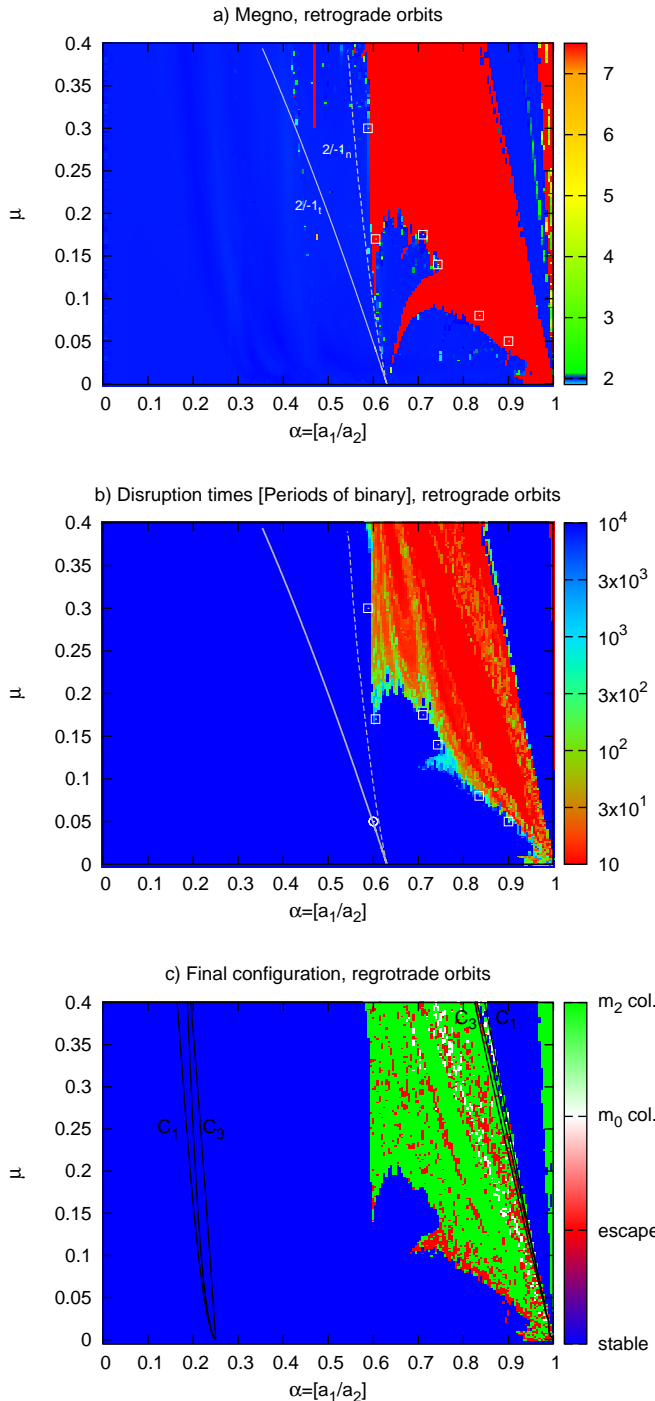 a) Megno, retrograde orbits
0.4
0.35
0.3
0.25
0.2
0.15
0.1
0.05
0
μ
2/-1t
2/-1n
0 0.1 0.2 0.3 0.4 0.5 0.6 0.7 0.8 0.9 1
α=[a1/a2]
7
6
5
4
3
2
b) Disruption times [Periods of binary], retrograde orbits
0.4
0.35
0.3
0.25
0.2
0.15
0.1
0.05
0
μ
0 0.1 0.2 0.3 0.4 0.5 0.6 0.7 0.8 0.9 1
α=[a1/a2]
10^4
3x10^3
10^3
3x10^2
10^2
3x10^1
10
c) Final configuration, regrotrade orbits
0.4
0.35
0.3
0.25
0.2
0.15
0.1
0.05
0
μ
C1 C3
C3 C1
0 0.1 0.2 0.3 0.4 0.5 0.6 0.7 0.8 0.9 1
α=[a1/a2]
m2 col.
m0 col.
escape
stable